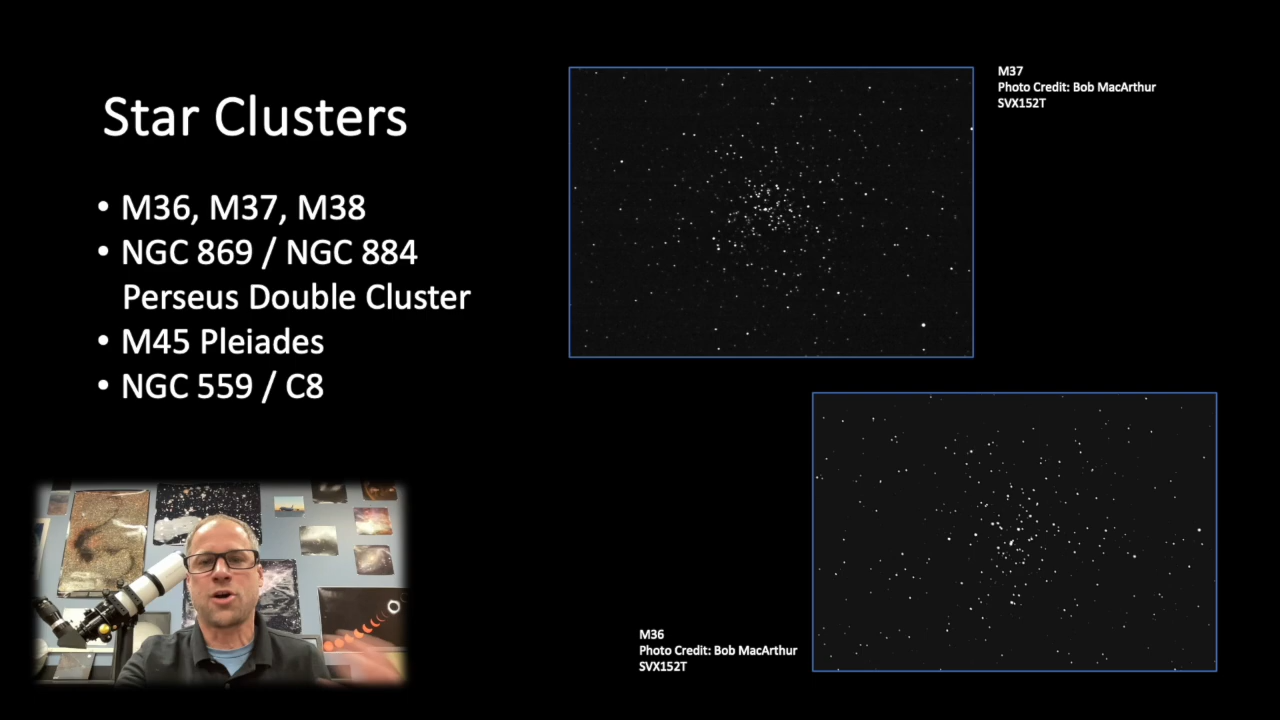 Star Clusters
• M36, M37, M38
• NGC 869 / NGC 884
Perseus Double Cluster
• M45 Pleiades
• NGC 559 / C8
M37
Photo Credit: Bob MacArthur
SVX152T
M36
Photo Credit: Bob MacArthur
SVX152T